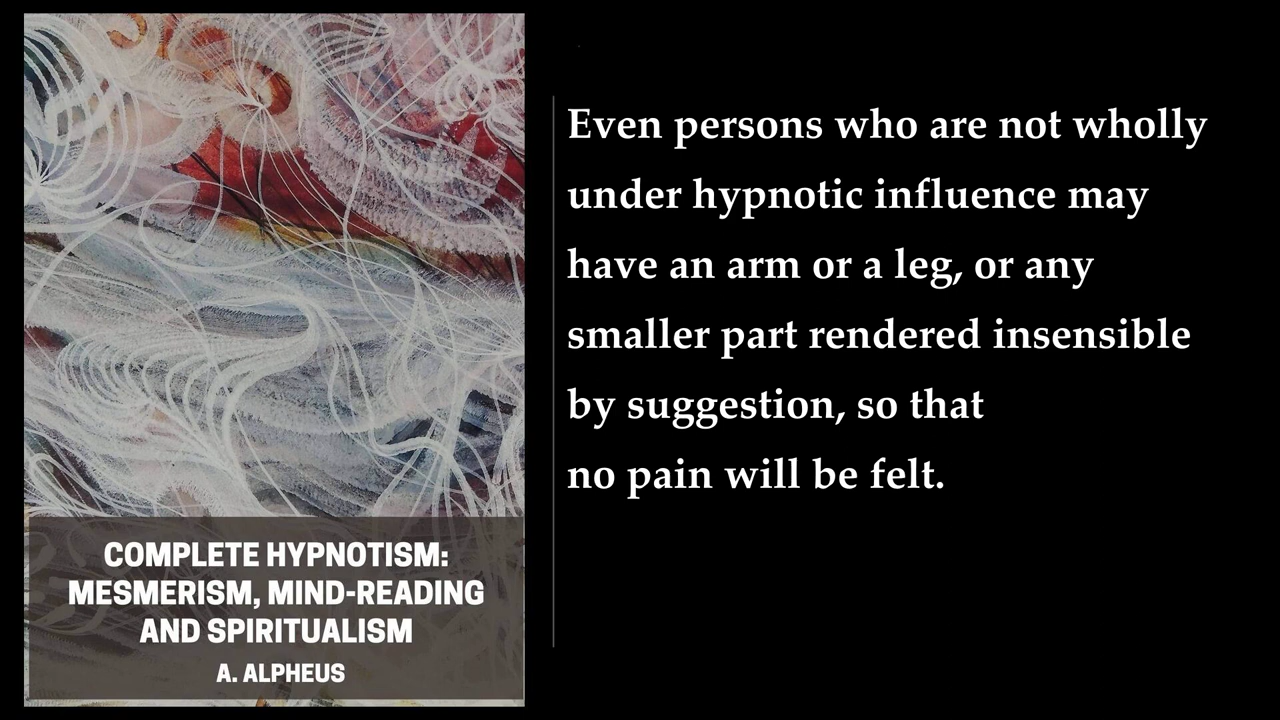 Even persons who are not wholly
under hypnotic influence may
have an arm or a leg, or any
smaller part rendered insensible
by suggestion, so that
no pain will be felt.
COMPLETE HYPNOTISM:
MESMERISM, MIND-READING
AND SPIRITUALISM
A. ALPHEUS